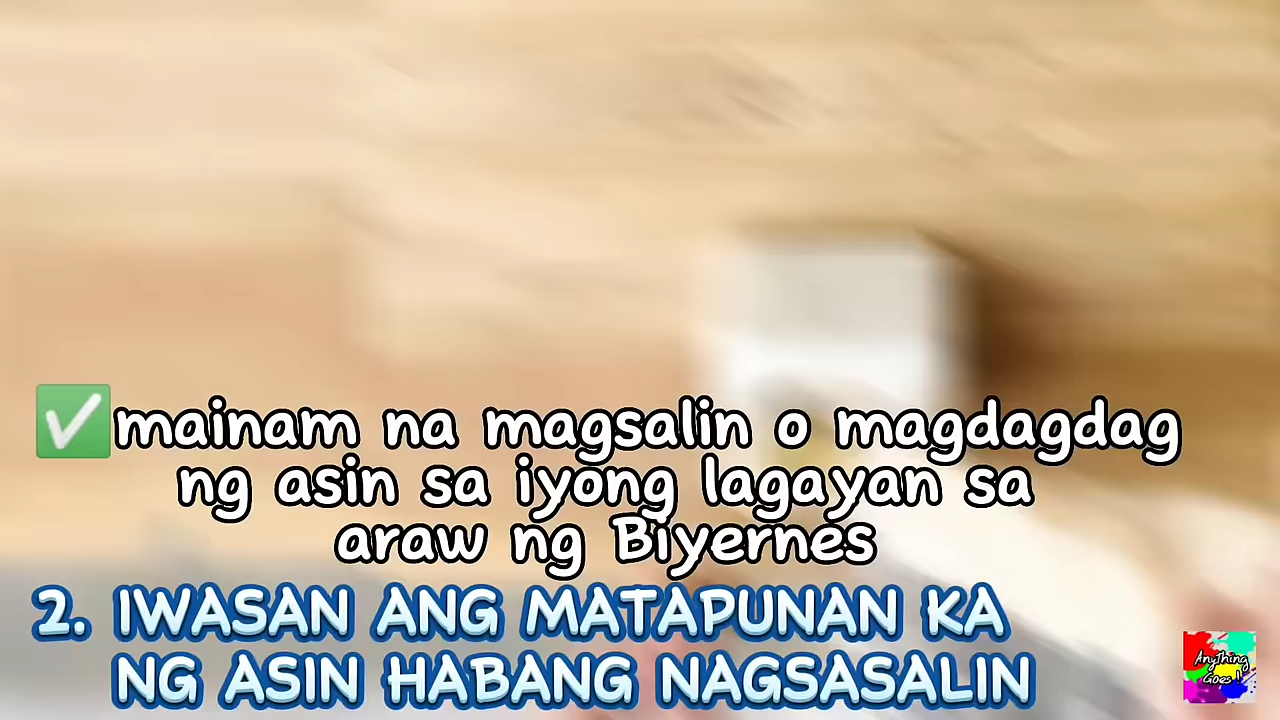 ✅mainam na magsalin o magdagdag
ng asin sa iyong lagayan sa
araw ng Biyernes
2. IWASAN ANG MATAPUNAN KA
NG ASIN HABANG NAGSASALIN
Anything
Goes!